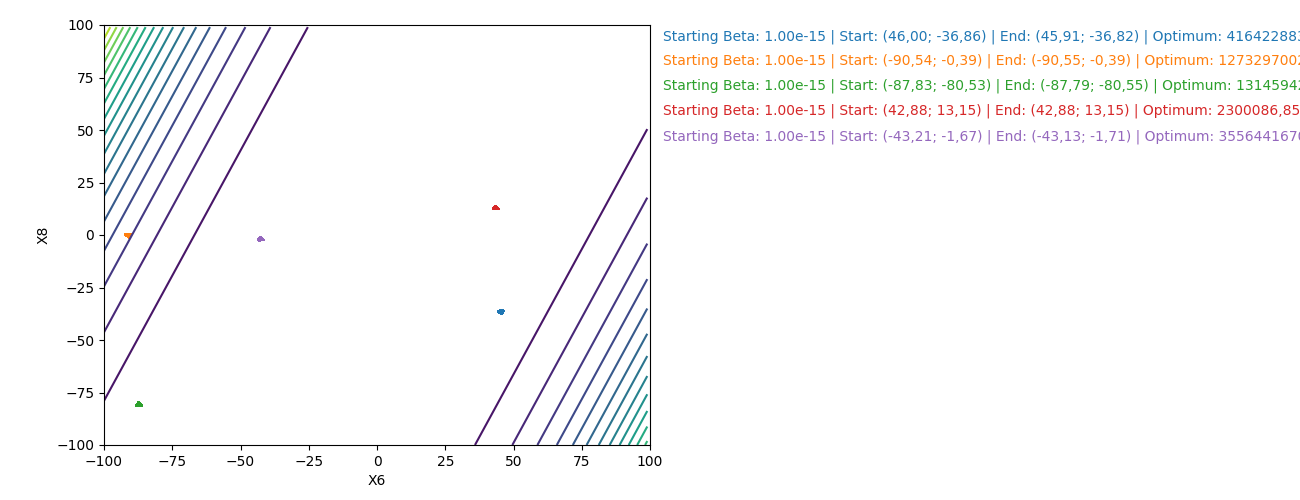 100
75
50
25
0
−25
−50
−75
−100
X8
−100
−75
−50
−25
0
25
50
75
100
X6
Starting Beta: 1.00e-15 | Start: (46,00; -36,86) | End: (45,91; -36,82) | Optimum: 416422883
Starting Beta: 1.00e-15 | Start: (-90,54; -0,39) | End: (-90,55; -0,39) | Optimum: 1273297002
Starting Beta: 1.00e-15 | Start: (-87,83; -80,53) | End: (-87,79; -80,55) | Optimum: 13145942
Starting Beta: 1.00e-15 | Start: (42,88; 13,15) | End: (42,88; 13,15) | Optimum: 2300086,85
Starting Beta: 1.00e-15 | Start: (-43,21; -1,67) | End: (-43,13; -1,71) | Optimum: 3556441670